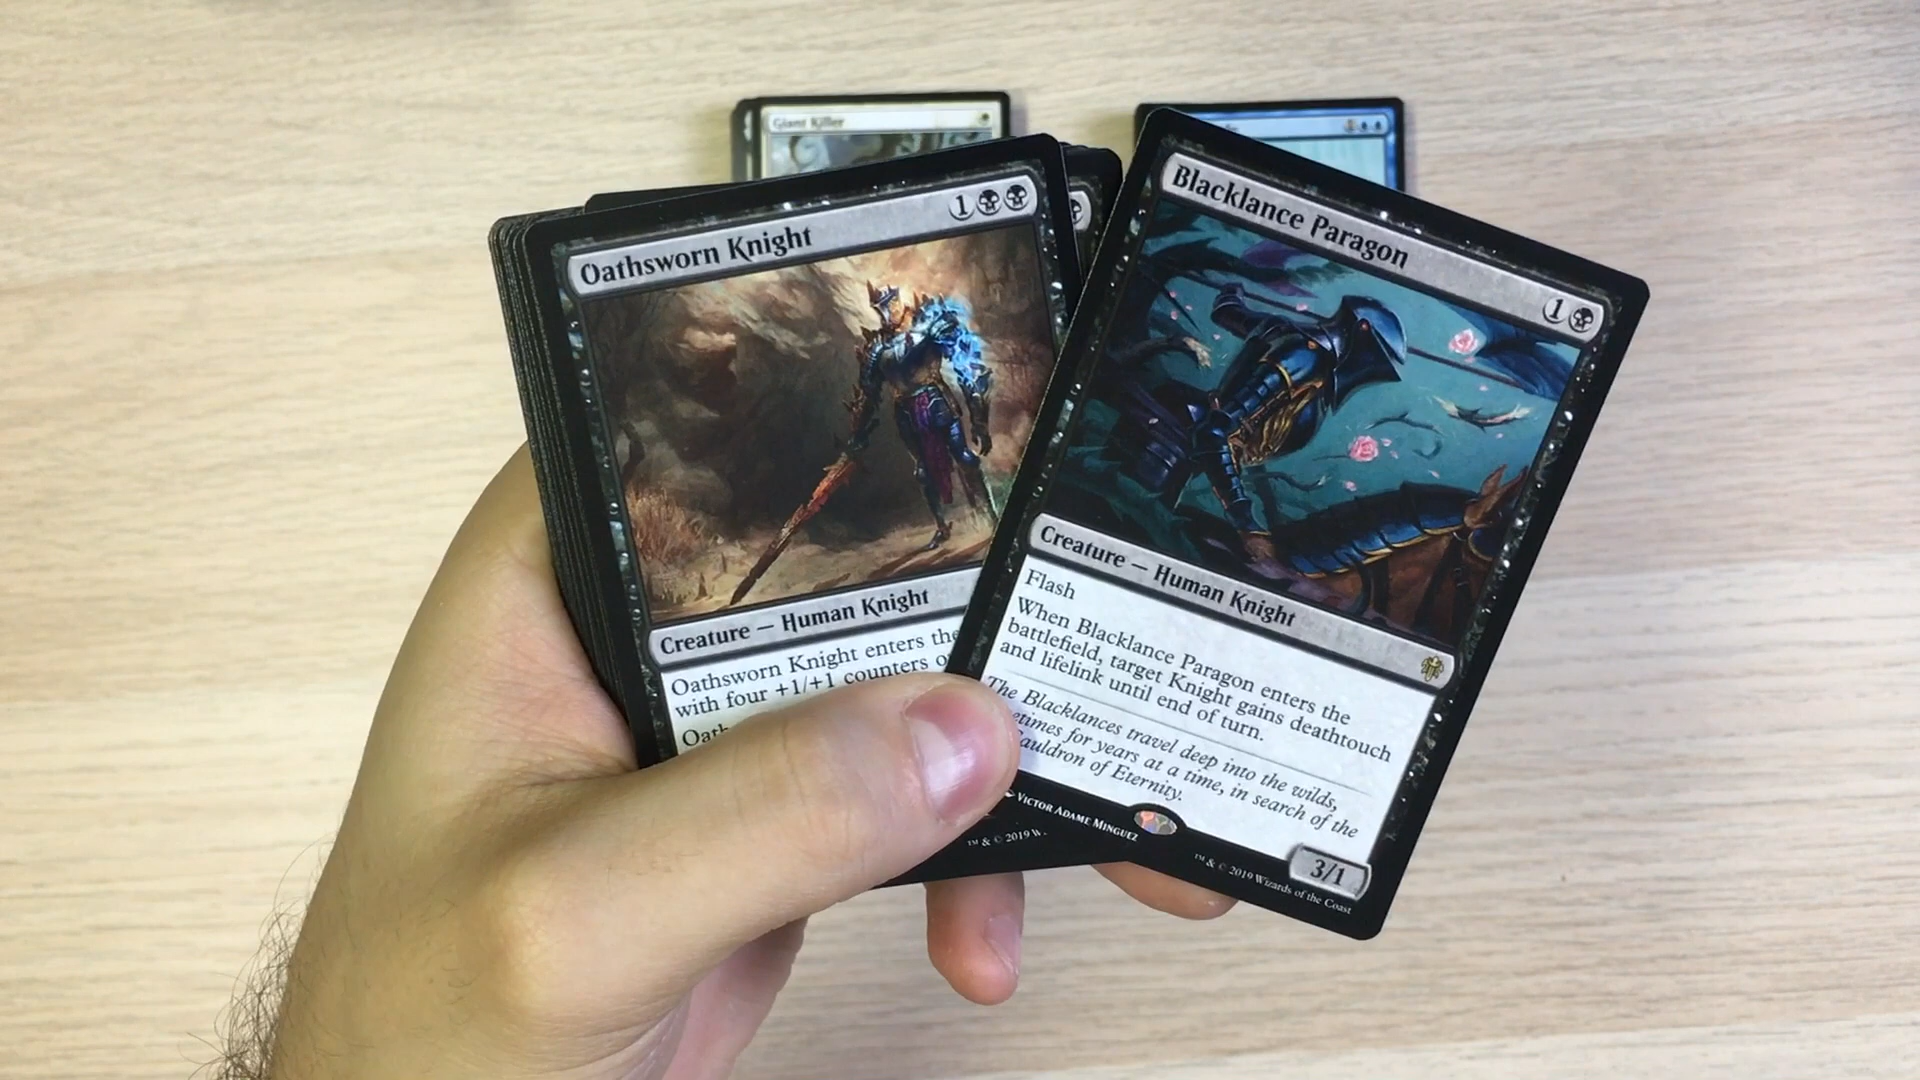 Giant Killer
Oathsworn Knight
1
Creature — Human Knight
Oathsworn Knight enters the
with four +1/+1 counters
™ & © 2019
Blacklance Paragon
1
Creature — Human Knight
Flash
When Blacklance Paragon enters the
battlefield, target Knight gains deathtouch
and lifelink until end of turn.
The Blacklances travel deep into the wilds,
etimes for years at a time, in search of the
auldron of Eternity.
Victor Adame Minguez
3/1
™ & © 2019 Wizards of the Coast